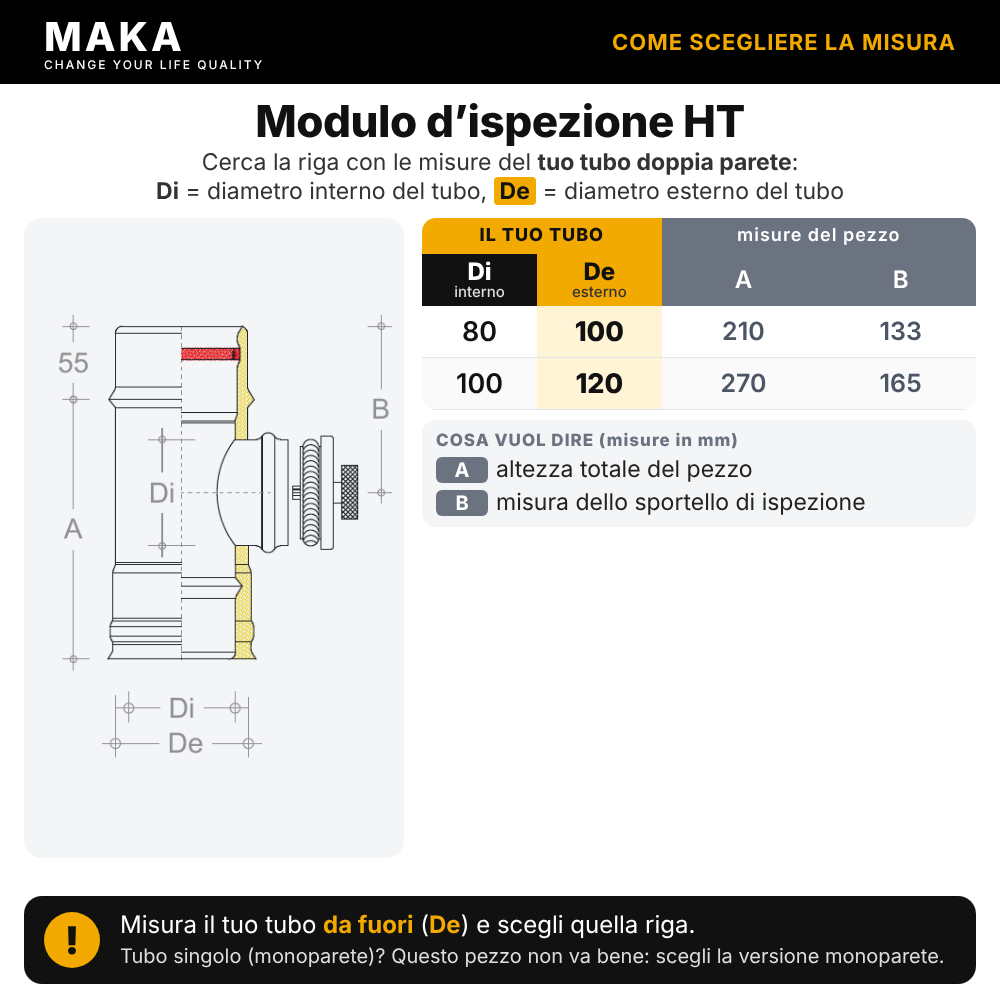 MAKA
CHANGE YOUR LIFE QUALITY
COME SCEGLIERE LA MISURA
Modulo d’ispezione HT
Cerca la riga con le misure del tuo tubo doppia parete:
Di = diametro interno del tubo, De = diametro esterno del tubo
55
A
Di
B
Di
De
IL TUO TUBO misure del pezzo
Di De A B
interno esterno
80 100 210 133
100 120 270 165
COSA VUOL DIRE (misure in mm)
A altezza totale del pezzo
B misura dello sportello di ispezione
! Misura il tuo tubo da fuori (De) e scegli quella riga.
Tubo singolo (monoparete)? Questo pezzo non va bene: scegli la versione monoparete.